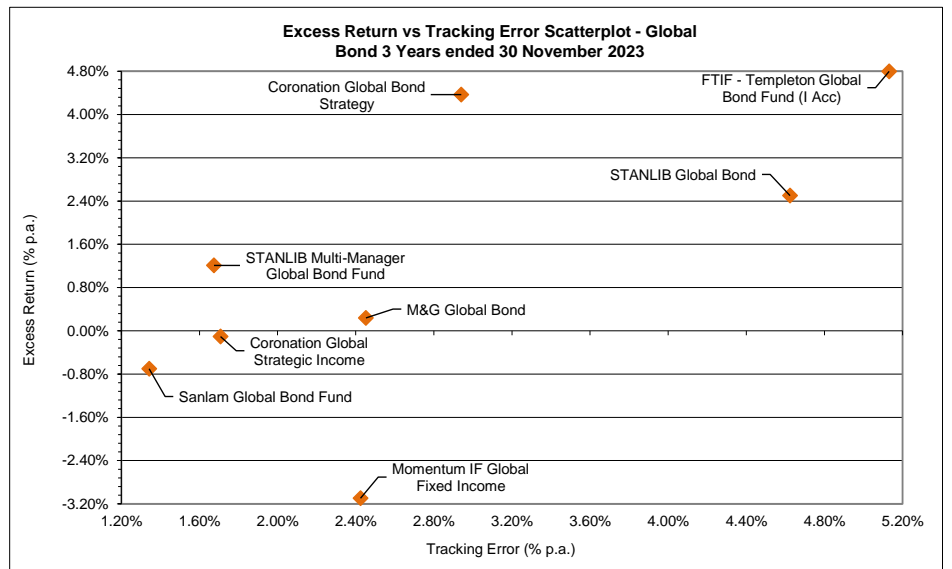 Excess Return vs Tracking Error Scatterplot - Global
Bond 3 Years ended 30 November 2023
4.80%
4.00%
3.20%
2.40%
1.60%
0.80%
0.00%
-0.80%
-1.60%
-2.40%
-3.20%
Excess Return (% p.a.)
Coronation Global Bond
Strategy
FTIF - Templeton Global
Bond Fund (I Acc)
STANLIB Global Bond
STANLIB Multi-Manager
Global Bond Fund
M&G Global Bond
Coronation Global
Strategic Income
Sanlam Global Bond Fund
Momentum IF Global
Fixed Income
1.20% 1.60% 2.00% 2.40% 2.80% 3.20% 3.60% 4.00% 4.40% 4.80% 5.20%
Tracking Error (% p.a.)